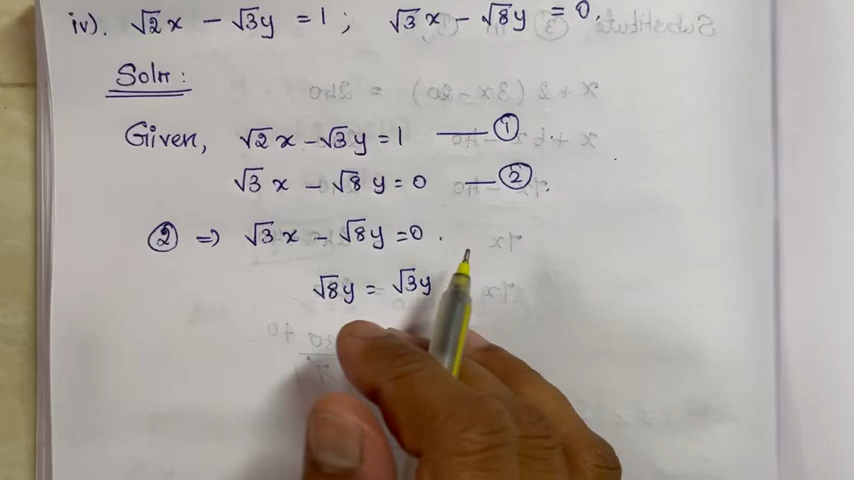 iv). √2x − √3y = 1 ; √3x − √8y = 0.
Soln:
Given, √2x − √3y = 1 —— ①
√3x − √8y = 0 —— ②.
② ⇒ √3x − √8y = 0.
√8y = √3y